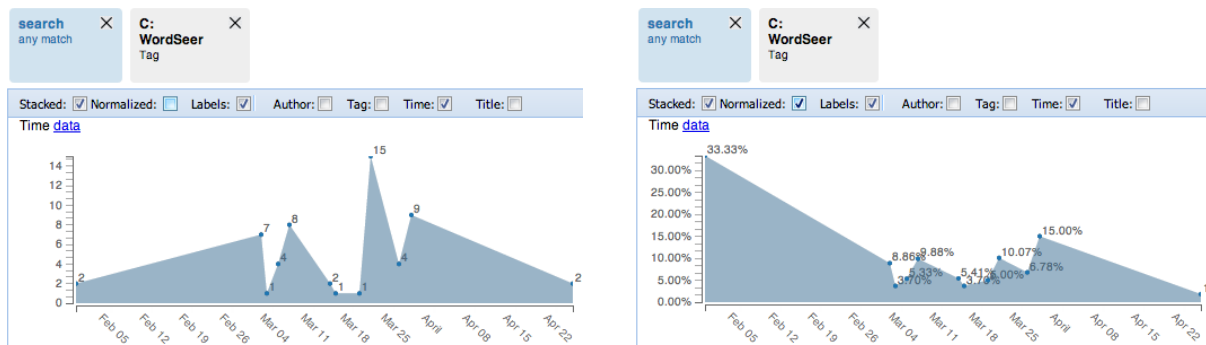 search
any match
C:
WordSeer
Tag
Stacked: Normalized: Labels: Author: Tag: Time: Title:
Time data
14
12
10
8
6
4
2
0
2
7
1
4
8
2
1
1
15
4
9
2
Feb 05
Feb 12
Feb 19
Feb 26
Mar 04
Mar 11
Mar 18
Mar 25
April
Apr 08
Apr 15
Apr 22
search
any match
C:
WordSeer
Tag
Stacked: Normalized: Labels: Author: Tag: Time: Title:
Time data
30.00%
25.00%
20.00%
15.00%
10.00%
5.00%
0.00%
33.33%
8.86%
3.70%
5.33%
9.88%
5.41%
5.00%
10.07%
6.78%
15.00%
Feb 05
Feb 12
Feb 19
Feb 26
Mar 04
Mar 11
Mar 18
Mar 25
April
Apr 08
Apr 15
Apr 22